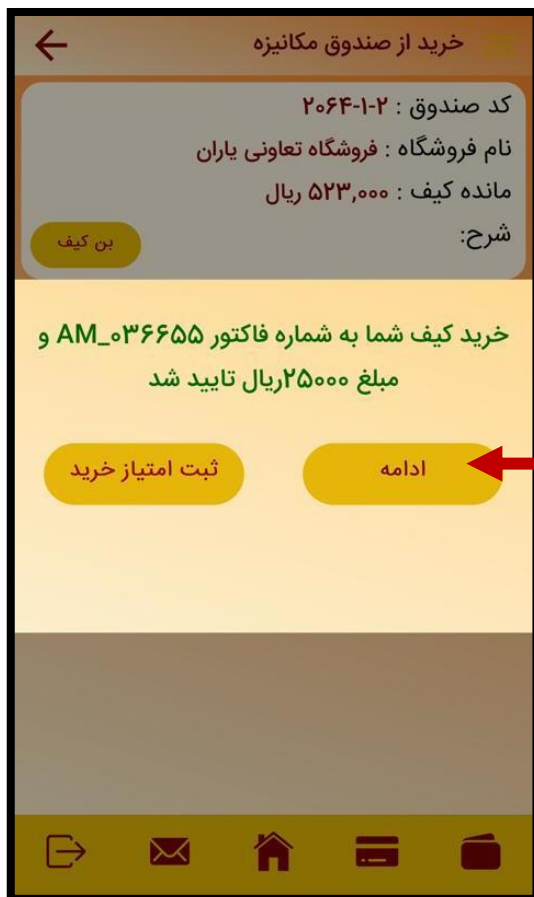 خرید از صندوق مکانیزه
کد صندوق : ۲۰۶۴-۱-۲
نام فروشگاه : فروشگاه تعاونی یاران
مانده کیف : ۵۲۳,۰۰۰ ریال
شرح:
بن کیف
خرید کیف شما به شماره فاکتور AM_۰۳۶۶۵۵ و
مبلغ ۲۵۰۰۰ریال تایید شد
ادامه
ثبت امتیاز خرید